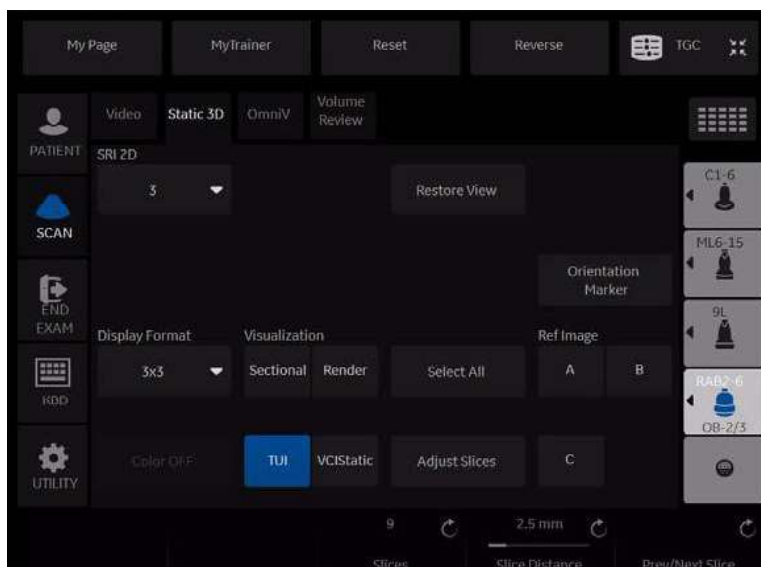 My Page
MyTrainer
Reset
Reverse
TGC
PATIENT
SCAN
END
EXAM
KBD
UTILITY
Video
Static 3D
OmniV
Volume
Review
SRI 2D
3
Restore View
Orientation
Marker
Display Format
Visualization
Ref Image
3x3
Sectional
Render
Select All
A
B
Color OFF
TUI
VCIStatic
Adjust Slices
C
C1-6
ML6-15
9L
RAB2-6
OB-2/3
9
2.5 mm
Slices
Slice Distance
Prev/Next Slice